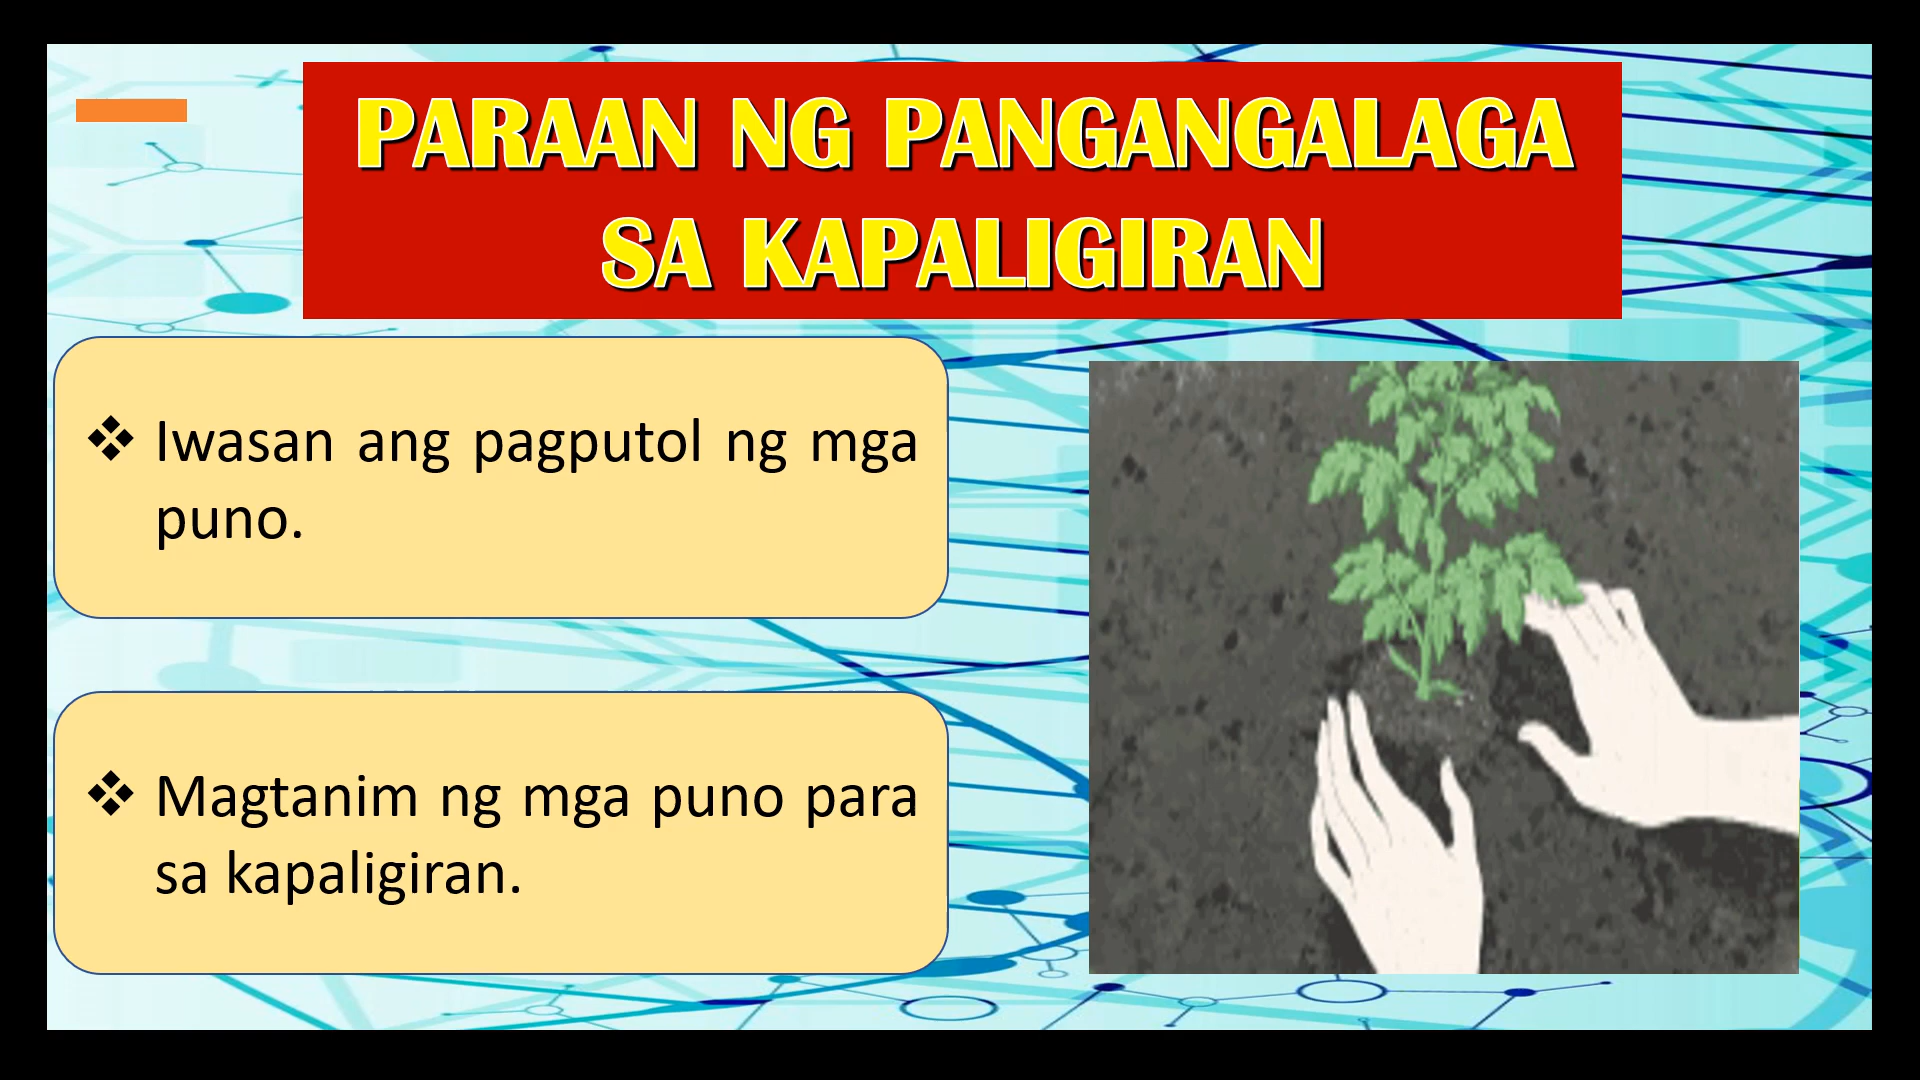 PARAAN NG PANGANGALAGA
SA KAPALIGIRAN
❖ Iwasan ang pagputol ng mga
puno.
❖ Magtanim ng mga puno para
sa kapaligiran.